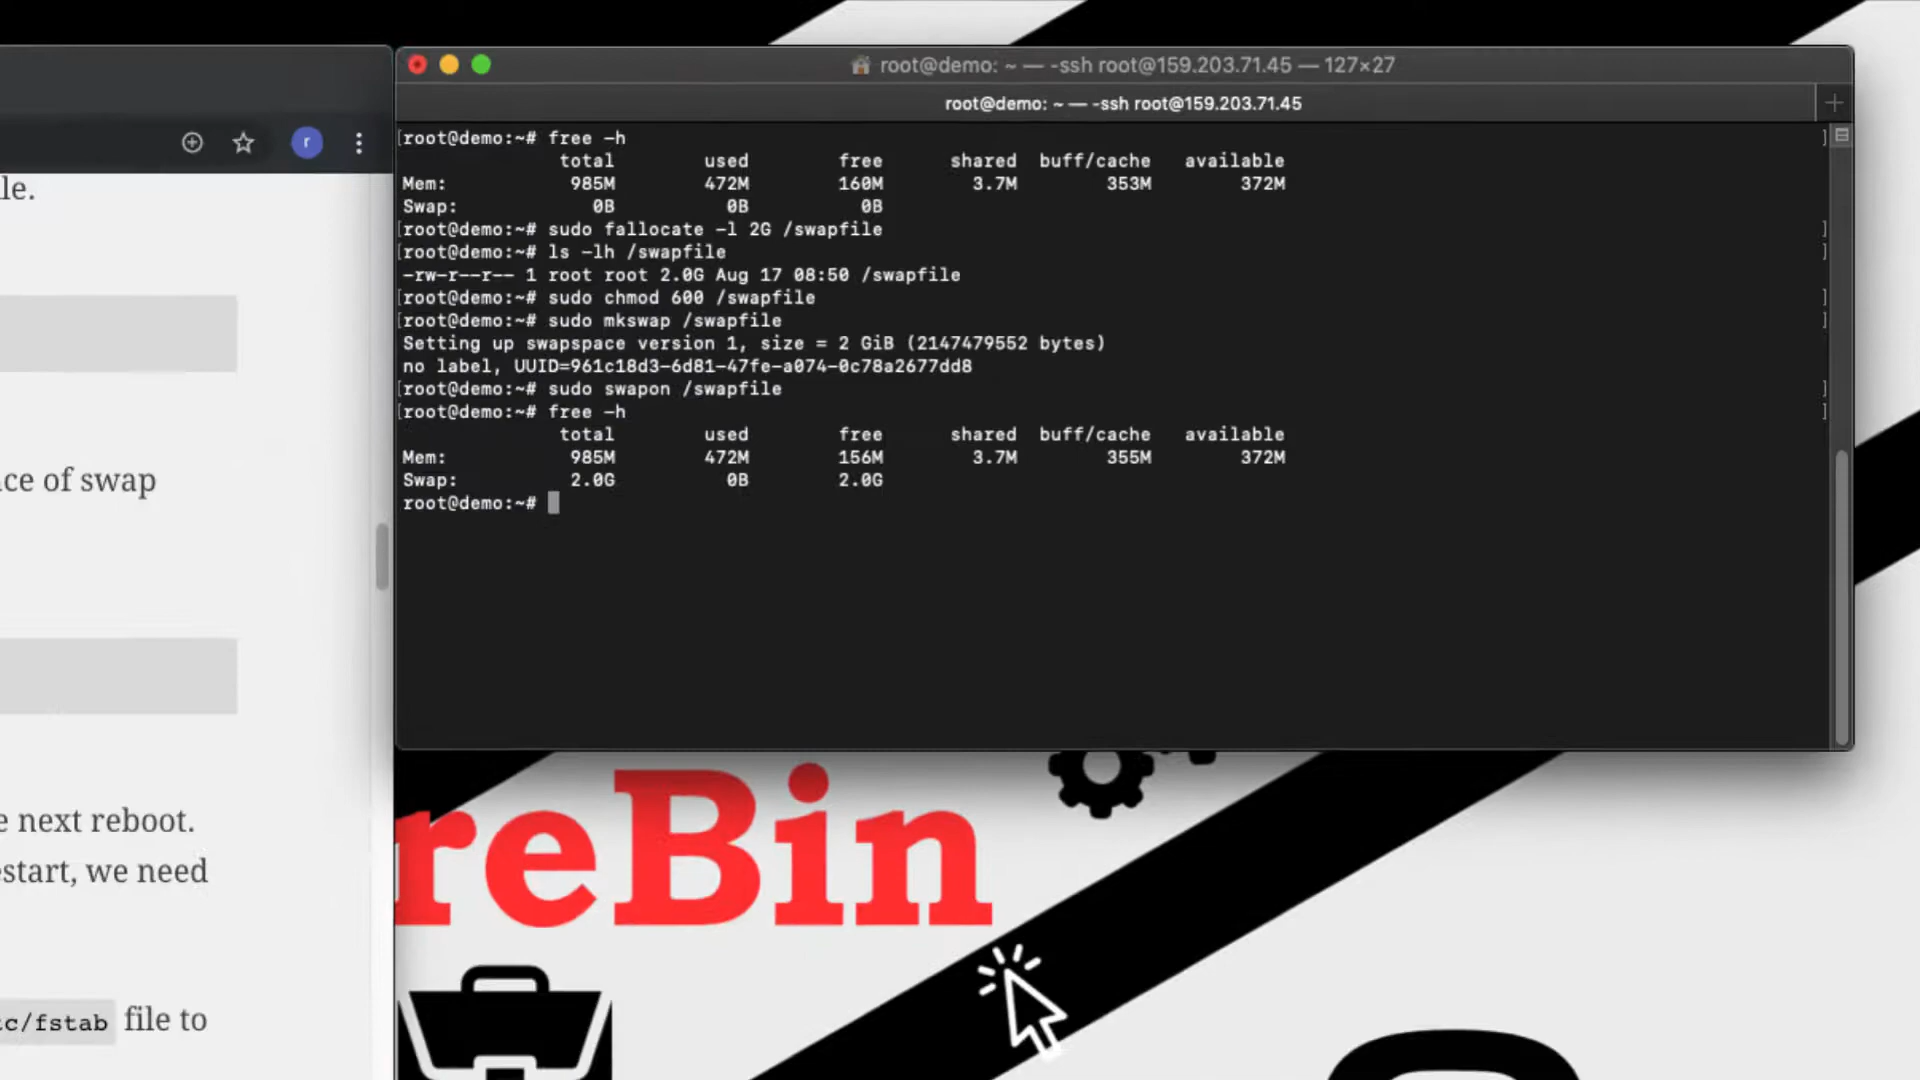 root@demo: ~ — -ssh root@159.203.71.45 — 127×27
root@demo: ~ — -ssh root@159.203.71.45
r
[root@demo:~# free -h ]
total used free shared buff/cache available
Mem: 985M 472M 160M 3.7M 353M 372M
Swap: 0B 0B 0B
[root@demo:~# sudo fallocate -l 2G /swapfile ]
[root@demo:~# ls -lh /swapfile ]
-rw-r--r-- 1 root root 2.0G Aug 17 08:50 /swapfile
[root@demo:~# sudo chmod 600 /swapfile ]
[root@demo:~# sudo mkswap /swapfile ]
Setting up swapspace version 1, size = 2 GiB (2147479552 bytes)
no label, UUID=961c18d3-6d81-47fe-a074-0c78a2677dd8
[root@demo:~# sudo swapon /swapfile ]
[root@demo:~# free -h ]
total used free shared buff/cache available
Mem: 985M 472M 156M 3.7M 355M 372M
Swap: 2.0G 0B 2.0G
root@demo:~#
le.
ce of swap
e next reboot.
estart, we need
tc/fstab file to
reBin